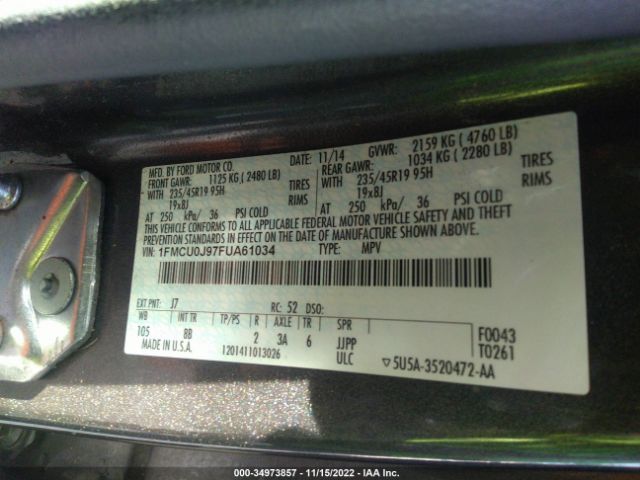 MFD. BY FORD MOTOR CO.
DATE: 11/14 GVWR: 2159 KG ( 4760 LB)
FRONT GAWR: 1125 KG ( 2480 LB)
REAR GAWR: 1034 KG ( 2280 LB)
WITH 235/45R19 95H TIRES
WITH 235/45R19 95H TIRES
19x8J RIMS
19x8J RIMS
AT 250 kPa/ 36 PSI COLD
AT 250 kPa/ 36 PSI COLD
THIS VEHICLE CONFORMS TO ALL APPLICABLE FEDERAL MOTOR VEHICLE SAFETY AND THEFT
PREVENTION STANDARDS IN EFFECT ON THE DATE OF MANUFACTURE SHOWN ABOVE.
VIN: 1FMCU0J97FUA61034 TYPE: MPV
EXT PNT: J7 RC: 52 DSO:
WB INT TR TP/PS R AXLE TR SPR
105 8B 2 3A 6 JJPP
F0043
MADE IN U.S.A. 1201411013026 ULC
T0261
▽5U5A-3520472-AA
000-34973857 - 11/15/2022 - IAA Inc.